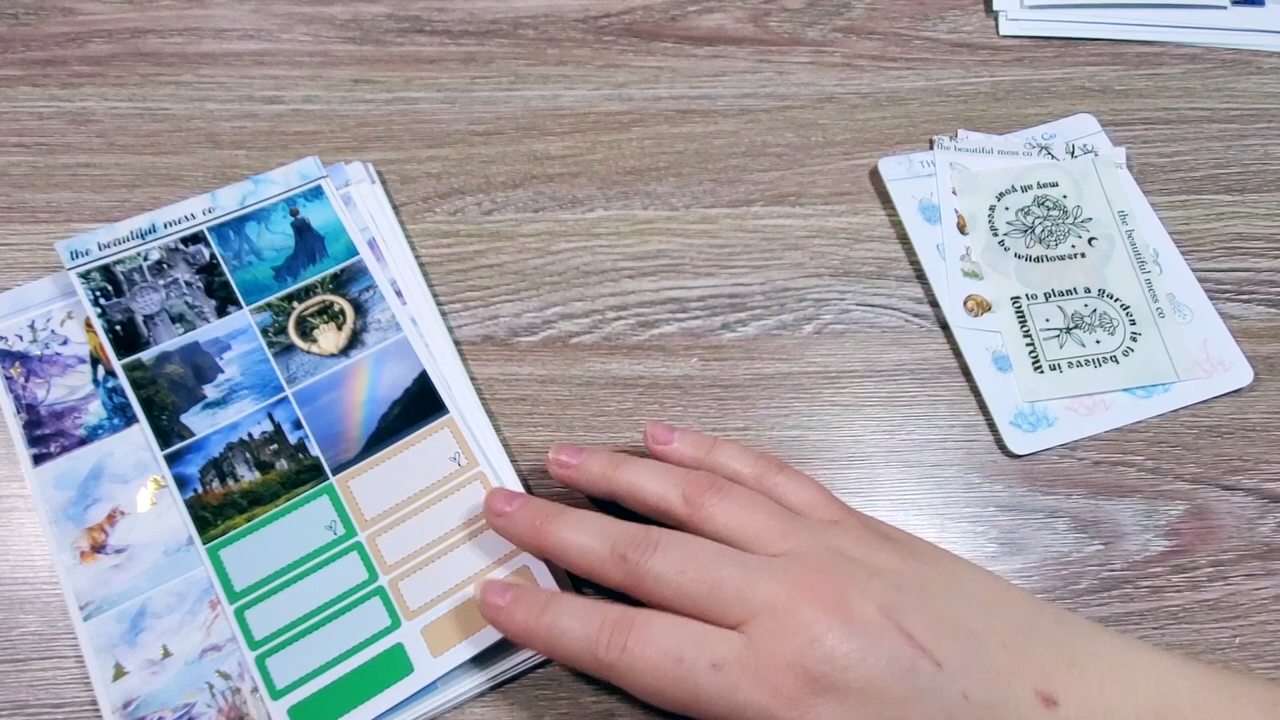 the beautiful mess co
the beautiful mess co
may all your
weeds be wildflowers
the beautiful mess co
to plant a garden is to believe in
tomorrow